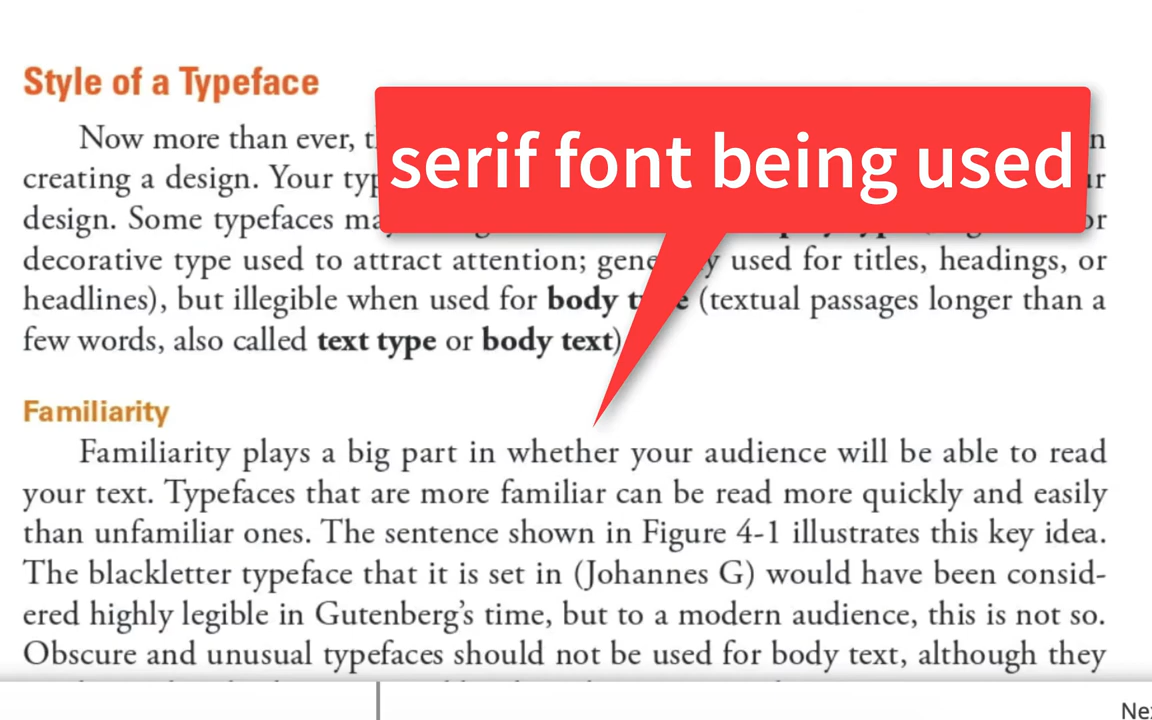 Style of a Typeface
Now more than ever, t
serif font being used
creating a design. Your typ
design. Some typefaces ma
decorative type used to attract attention; used for titles, headings, or
headlines), but illegible when used for body (textual passages longer than a
few words, also called text type or body text)
Familiarity
Familiarity plays a big part in whether your audience will be able to read
your text. Typefaces that are more familiar can be read more quickly and easily
than unfamiliar ones. The sentence shown in Figure 4-1 illustrates this key idea.
The blackletter typeface that it is set in (Johannes G) would have been consid-
ered highly legible in Gutenberg's time, but to a modern audience, this is not so.
Obscure and unusual typefaces should not be used for body text, although they